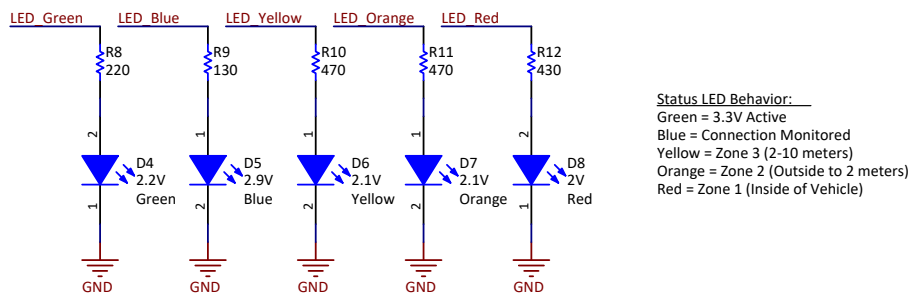 LED_Green LED_Blue LED_Yellow LED_Orange LED_Red
R8 R9 R10 R11 R12
220 130 470 470 430
2 1 1 1 2
D4 D5 D6 D7 D8
2.2V 2.9V 2.1V 2.1V 2V
Green Blue Yellow Orange Red
1 2 2 2 1
GND GND GND GND GND
Status LED Behavior:
Green = 3.3V Active
Blue = Connection Monitored
Yellow = Zone 3 (2-10 meters)
Orange = Zone 2 (Outside to 2 meters)
Red = Zone 1 (Inside of Vehicle)